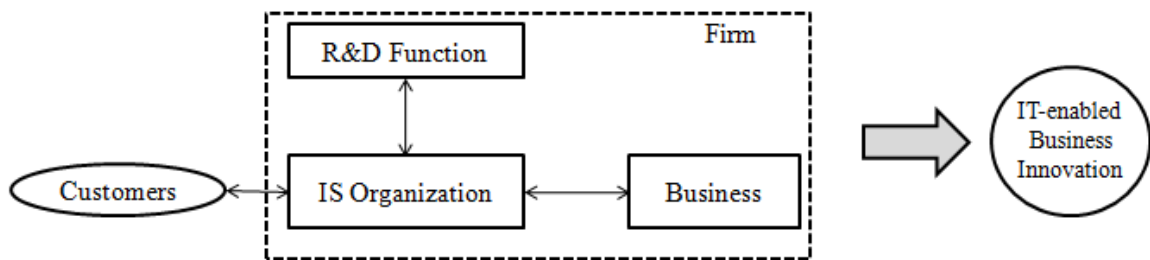 Firm
R&D Function
Customers
IS Organization
Business
IT-enabled
Business
Innovation